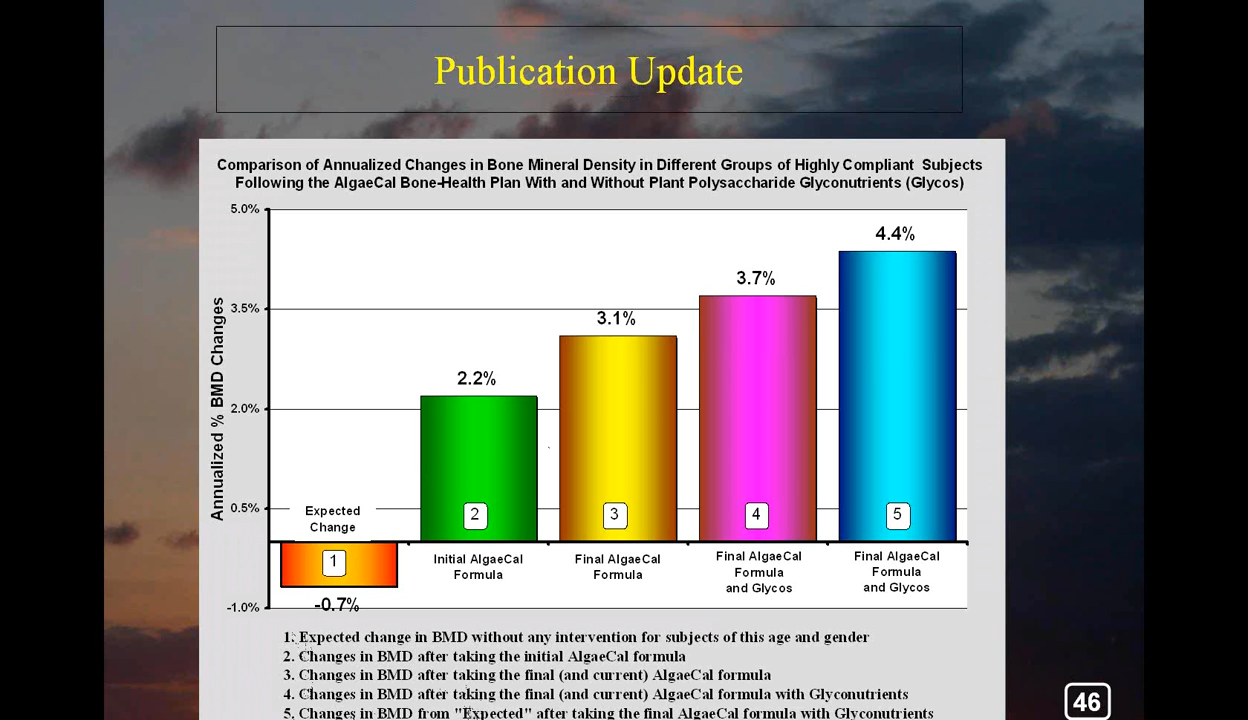 Publication Update
Comparison of Annualized Changes in Bone Mineral Density in Different Groups of Highly Compliant Subjects
Following the AlgaeCal Bone-Health Plan With and Without Plant Polysaccharide Glyconutrients (Glycos)
Annualized % BMD Changes
5.0%
3.5%
2.0%
0.5%
-1.0%
Expected
Change
1
-0.7%
2.2%
2
Initial AlgaeCal
Formula
3.1%
3
Final AlgaeCal
Formula
3.7%
4
Final AlgaeCal
Formula
and Glycos
4.4%
5
Final AlgaeCal
Formula
and Glycos
1. Expected change in BMD without any intervention for subjects of this age and gender
2. Changes in BMD after taking the initial AlgaeCal formula
3. Changes in BMD after taking the final (and current) AlgaeCal formula
4. Changes in BMD after taking the final (and current) AlgaeCal formula with Glyconutrients
5. Changes in BMD from "Expected" after taking the final AlgaeCal formula with Glyconutrients
46